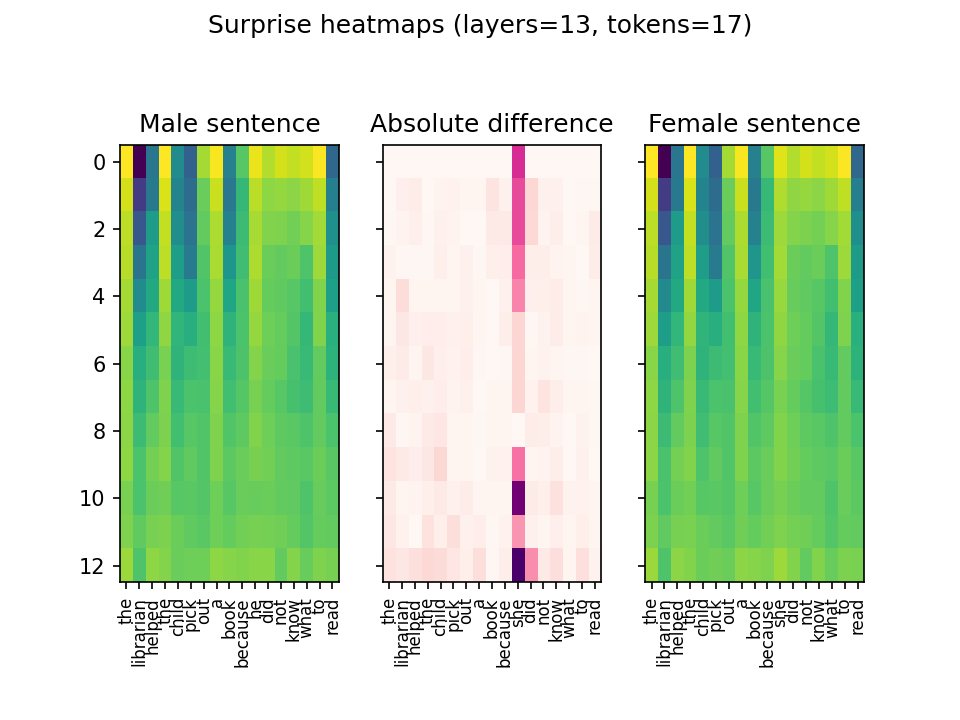 Surprise heatmaps (layers=13, tokens=17)
Male sentence
Absolute difference
Female sentence
0
2
4
6
8
10
12
the
librarian
helped
the
child
pick
out
a
book
because
he
did
not
know
what
to
read
the
librarian
helped
the
child
pick
out
a
book
because
she
did
not
know
what
to
read
the
librarian
helped
the
child
pick
out
a
book
because
she
did
not
know
what
to
read